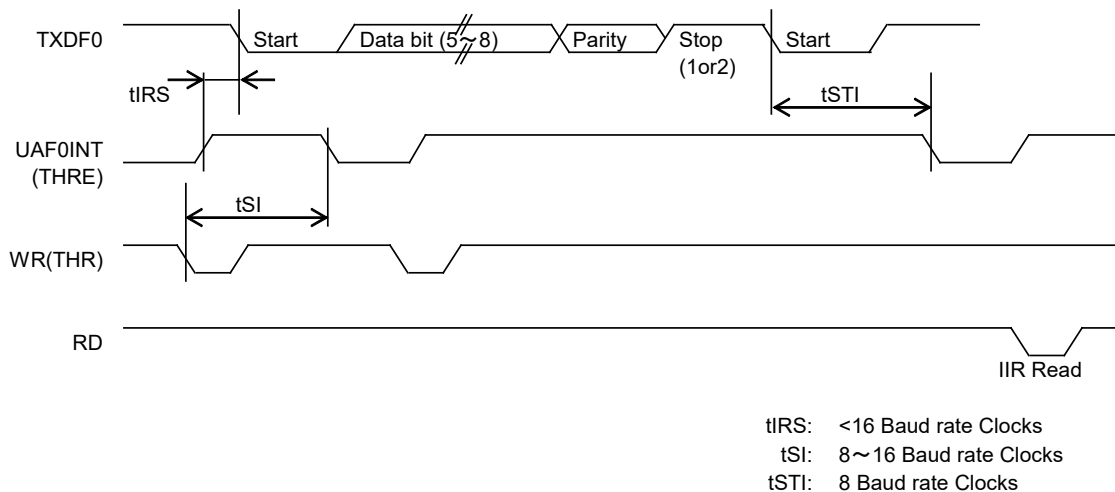 TXDF0
Start
Data bit (5～8)
Parity
Stop
(1or2)
Start
tIRS
tSTI
UAF0INT
(THRE)
tSI
WR(THR)
RD
IIR Read
tIRS: <16 Baud rate Clocks
tSI: 8～16 Baud rate Clocks
tSTI: 8 Baud rate Clocks